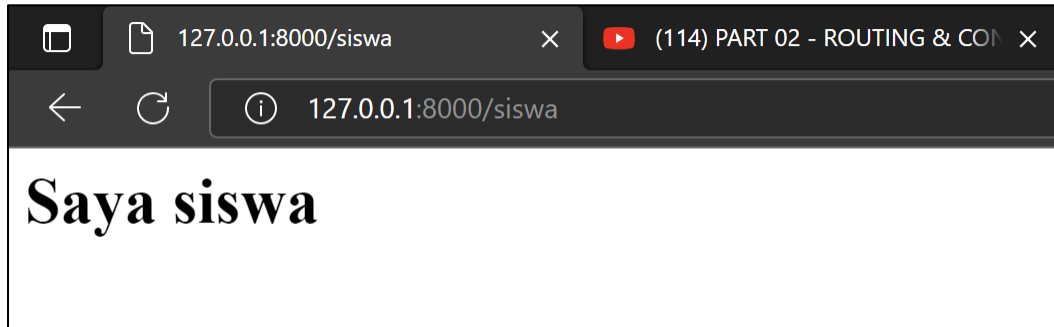 127.0.0.1:8000/siswa
(114) PART 02 - ROUTING & CON
127.0.0.1:8000/siswa
Saya siswa